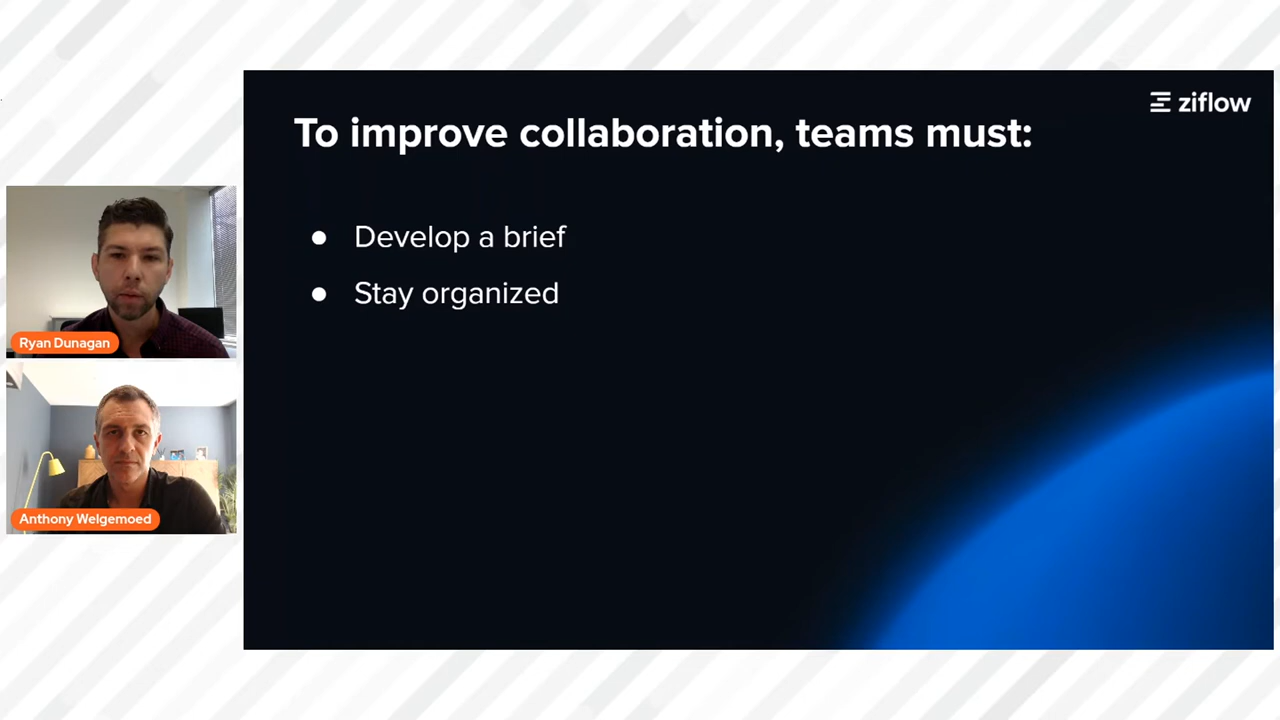 ziflow
To improve collaboration, teams must:
● Develop a brief
● Stay organized
Ryan Dunagan
Anthony Welgemoed